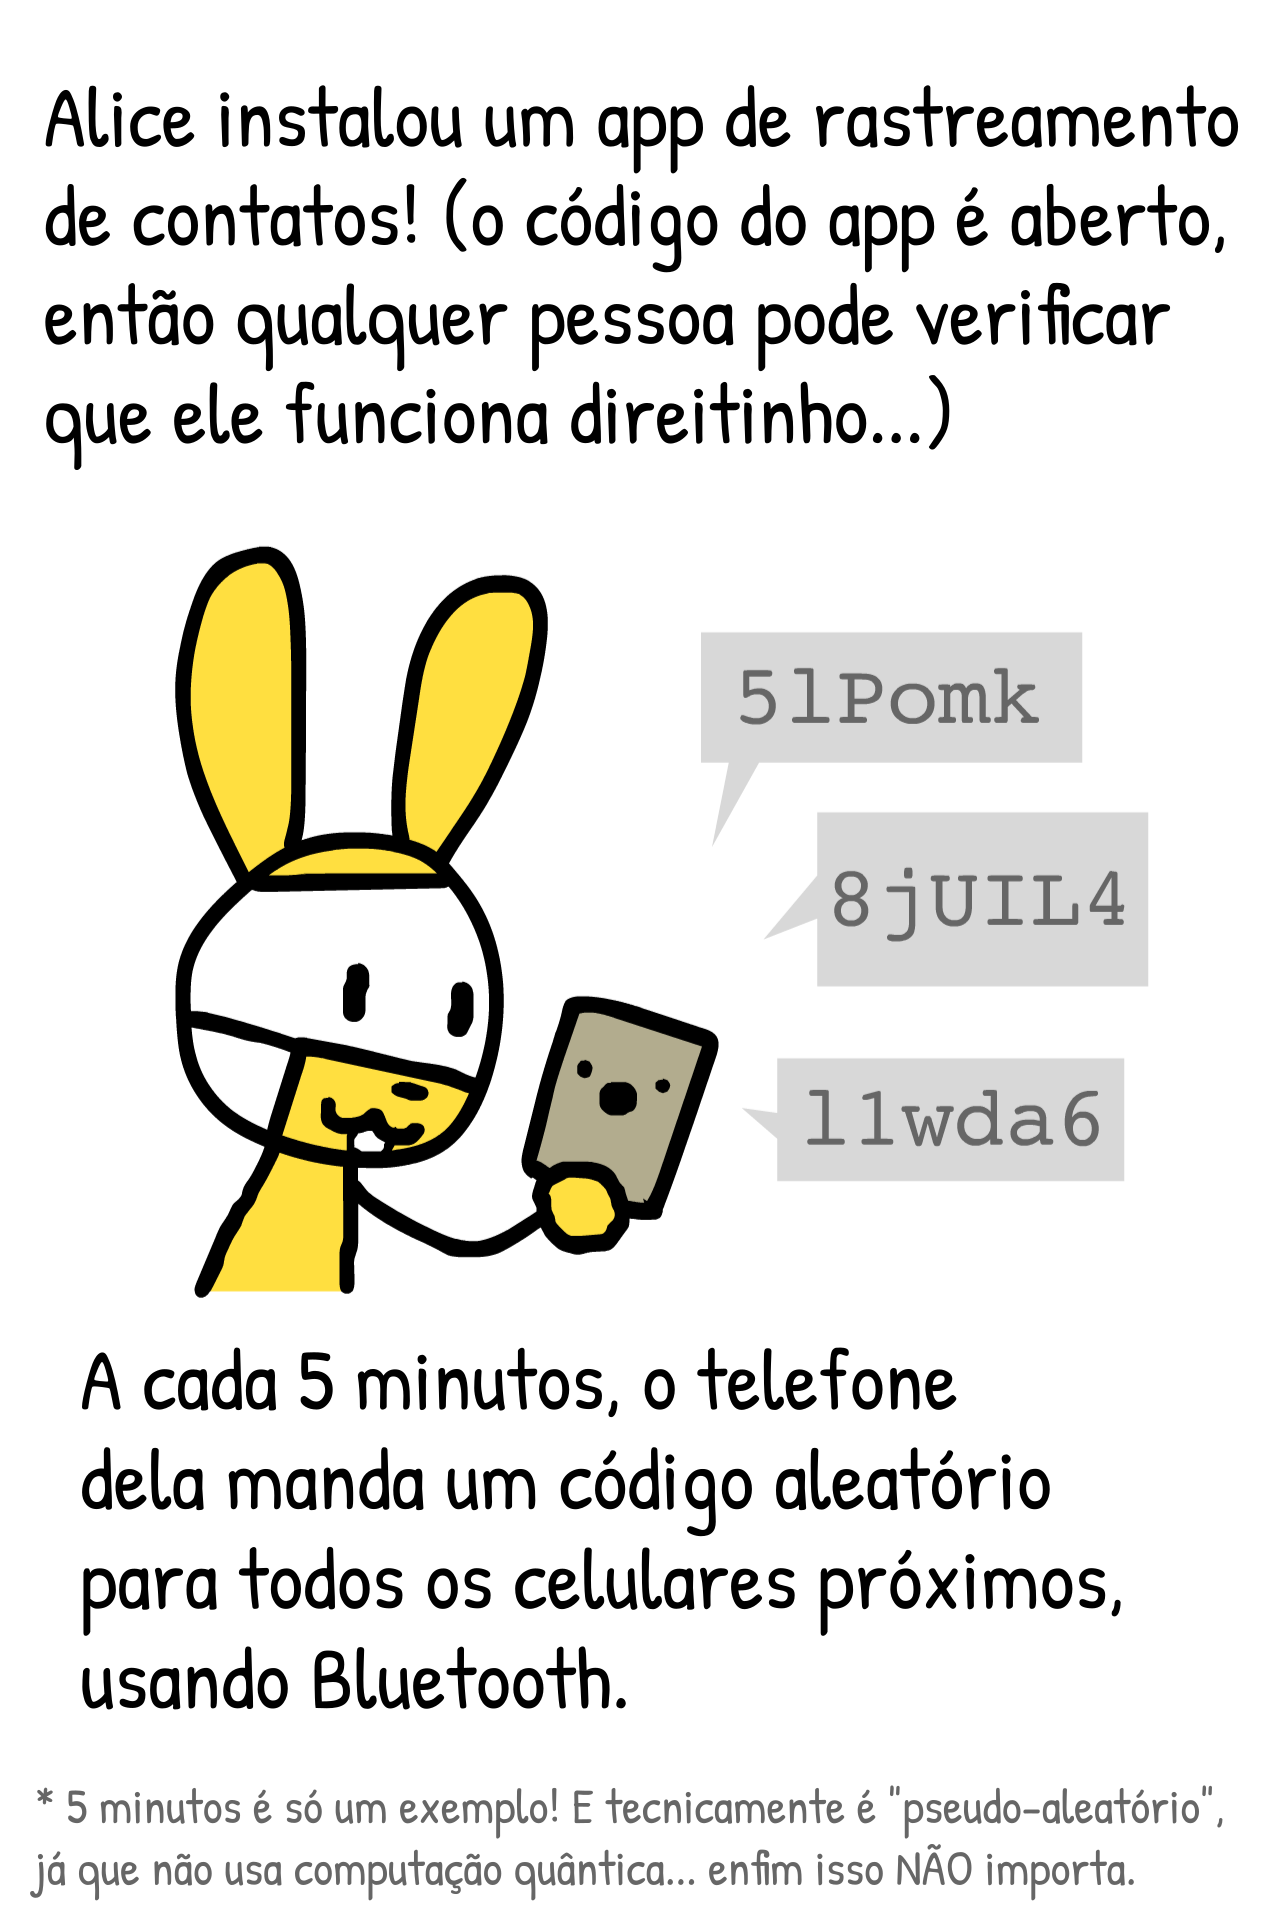 Alice instalou um app de rastreamento
de contatos! (o código do app é aberto,
então qualquer pessoa pode verificar
que ele funciona direitinho...)
5lPomk
8jUIL4
l1wda6
A cada 5 minutos, o telefone
dela manda um código aleatório
para todos os celulares próximos,
usando Bluetooth.
* 5 minutos é só um exemplo! E tecnicamente é "pseudo-aleatório",
já que não usa computação quântica... enfim isso NÃO importa.